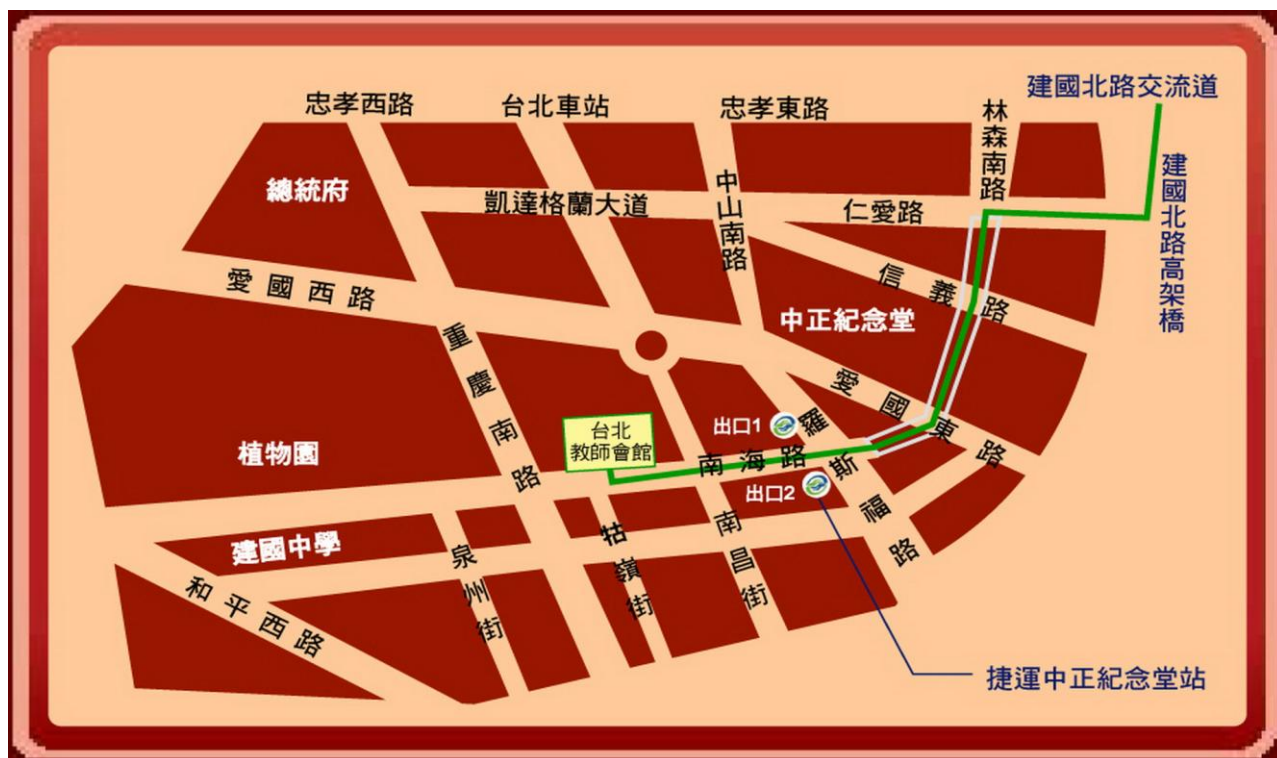 建國北路交流道
忠孝西路
台北車站
忠孝東路
林森南路
建國北路高架橋
總統府
凱達格蘭大道
中山南路
仁愛路
愛國西路
信義路
中正紀念堂
重慶南路
愛國東路
台北
教師會館
出口1
羅斯福路
植物園
南海路
出口2
建國中學
泉州街
牯嶺街
南昌街
和平西路
捷運中正紀念堂站